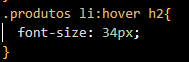 .produtos li:hover h2{
  font-size: 34px;
}